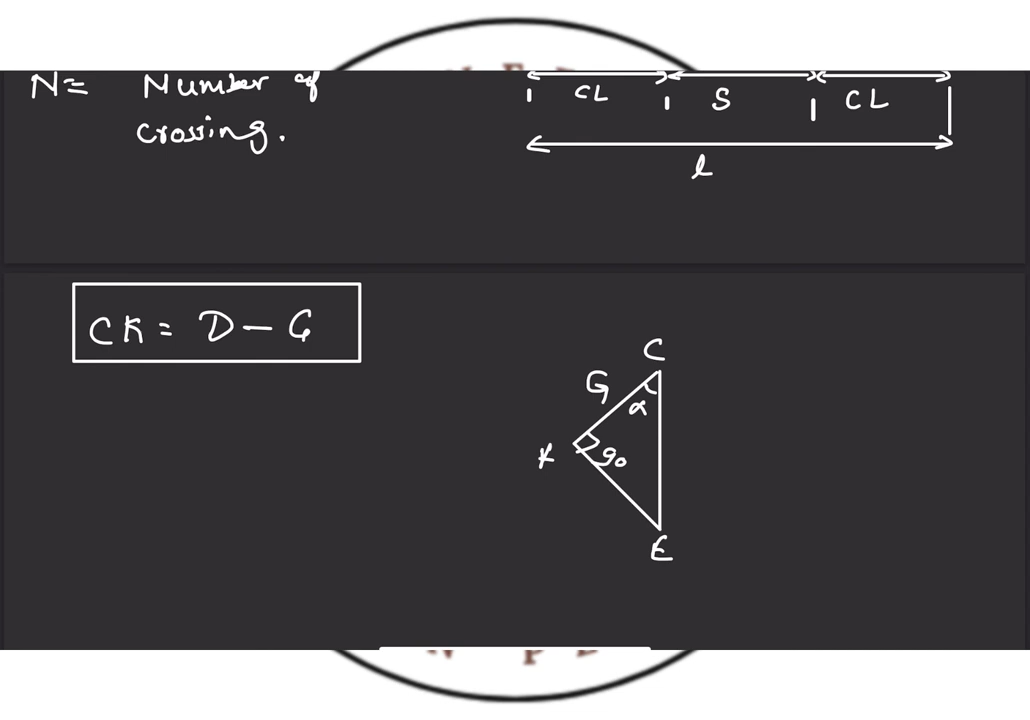 N= Number of
crossing.
CL S CL
l
CK = D - G
C
G
α
K 90
E